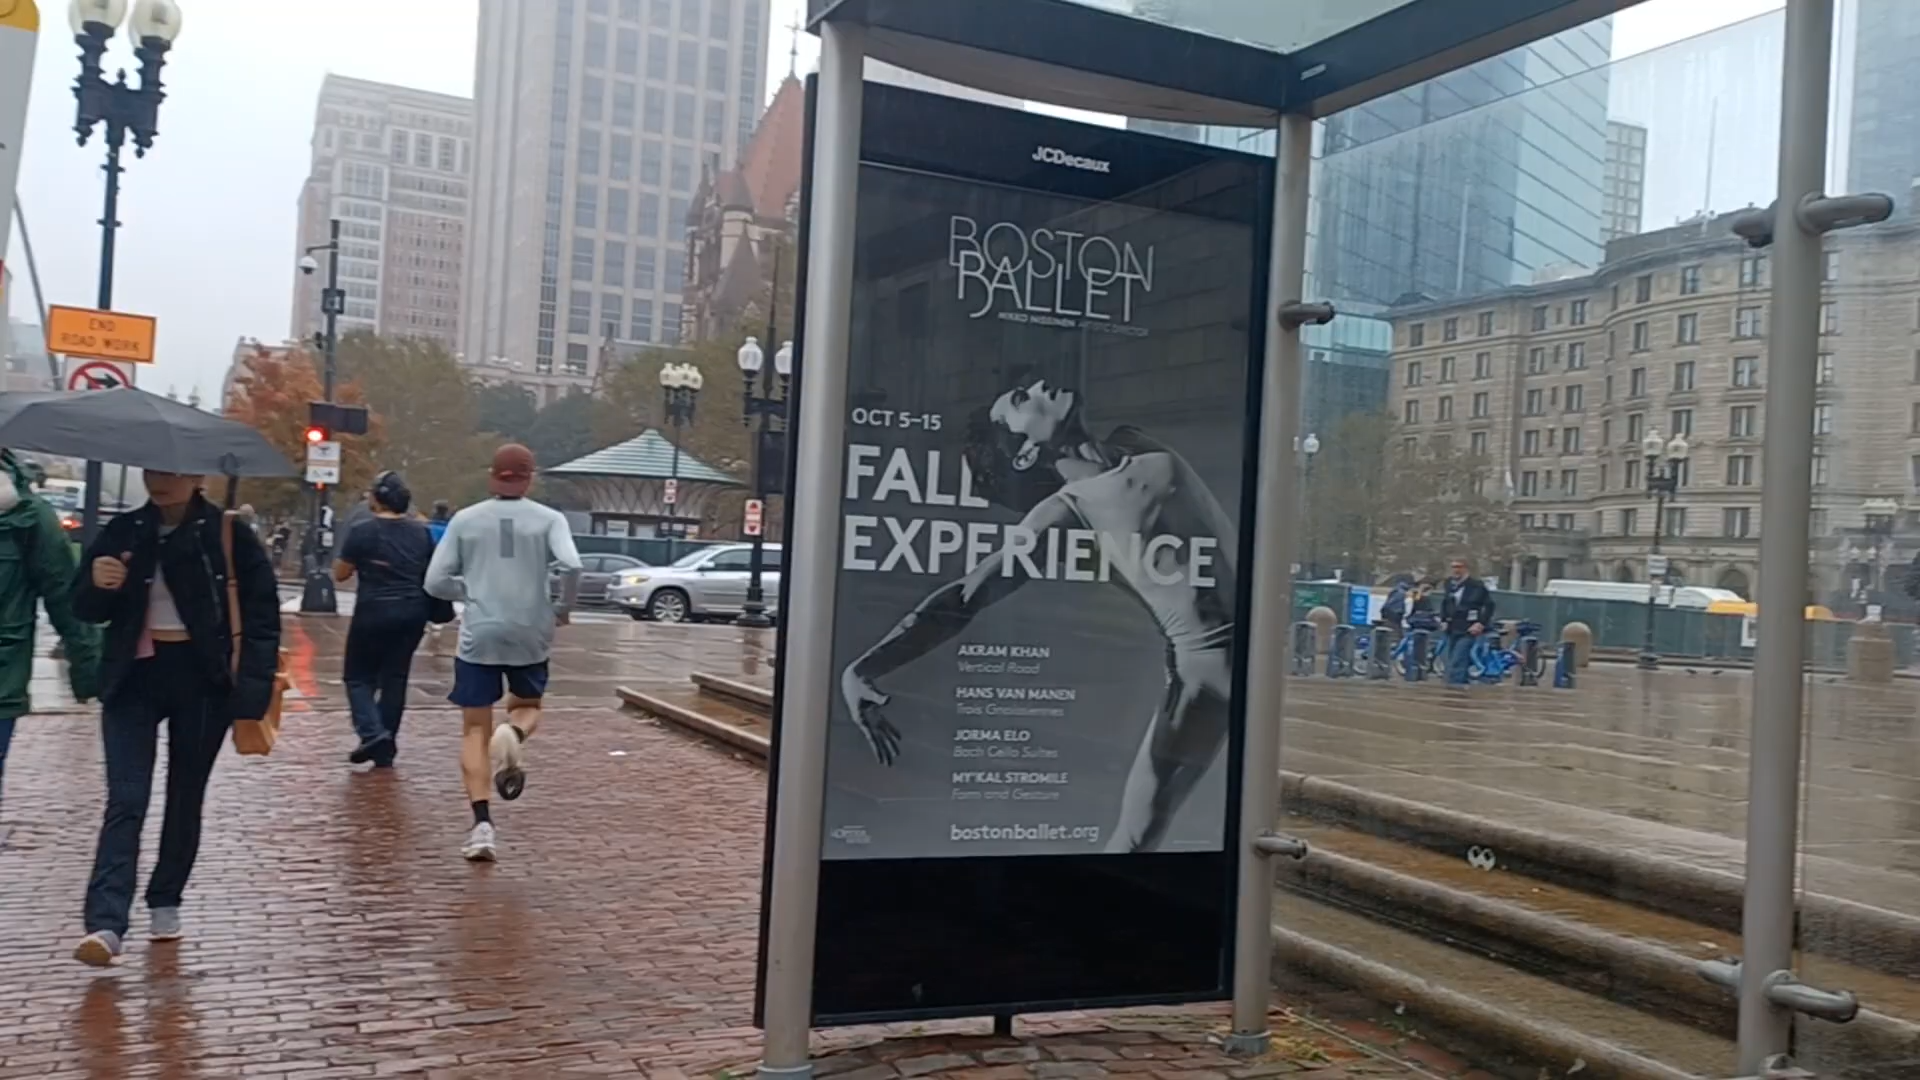 END
ROAD WORK
JCDecaux
BOSTON
BALLET
MIKKO NISSINEN ARTISTIC DIRECTOR
OCT 5–15
FALL
EXPERIENCE
AKRAM KHAN
Vertical Road
HANS VAN MANEN
Trois Gnossiennes
JORMA ELO
Bach Cello Suites
MY'KAL STROMILE
Form and Gesture
bostonballet.org